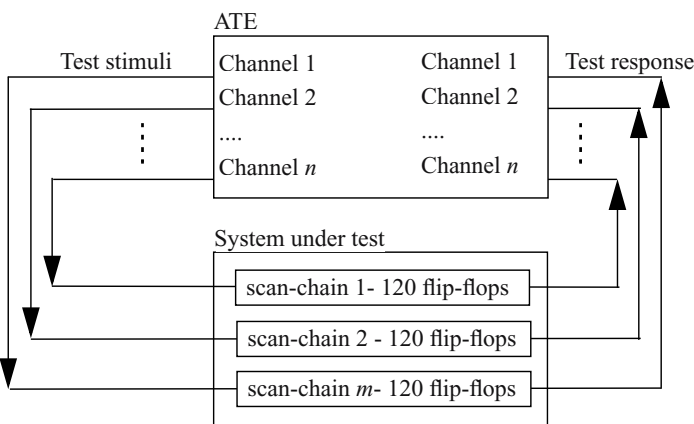 ATE
Test stimuli
Channel 1
Channel 1
Test response
Channel 2
Channel 2
....
....
Channel n
Channel n
System under test
scan-chain 1- 120 flip-flops
scan-chain 2 - 120 flip-flops
scan-chain m- 120 flip-flops